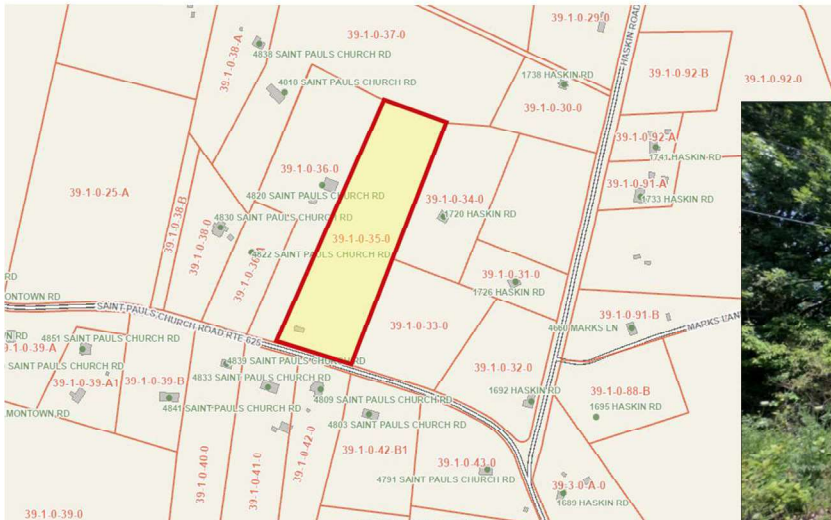 39-1-0-37-0
39-1-0-29-0
39-1-0-38-A
4838 SAINT PAULS CHURCH RD
HASKIN ROAD
4818 SAINT PAULS CHURCH RD
1738 HASKIN RD
39-1-0-92-B
39-1-0-92-0
39-1-0-30-0
39-1-0-92-A
1741 HASKIN RD
39-1-0-36-0
39-1-0-91-A
1733 HASKIN RD
39-1-0-25-A
4820 SAINT PAULS CHURCH RD
39-1-0-34-0
39-1-0-38-B
4830 SAINT PAULS CHURCH RD
1720 HASKIN RD
39-1-0-38-0
39-1-0-35-0
4822 SAINT PAULS CHURCH RD
RD
39-1-0-31-0
1726 HASKIN RD
ONTOWN RD
SAINT PAULS CHURCH ROAD RTE 625
39-1-0-33-0
39-1-0-91-B
4660 MARKS LN
MARKS LAN
4851 SAINT PAULS CHURCH RD
39-1-0-39-A
4839 SAINT PAULS CHURCH RD
39-1-0-32-0
39-1-0-39-A1
39-1-0-39-B
4833 SAINT PAULS CHURCH RD
4809 SAINT PAULS CHURCH RD
1692 HASKIN RD
39-1-0-88-B
1695 HASKIN RD
MONTOWN RD
4841 SAINT PAULS CHURCH RD
4803 SAINT PAULS CHURCH RD
39-1-0-40-0
39-1-0-41-0
39-1-0-42-0
39-1-0-42-B1
39-1-0-43-0
4791 SAINT PAULS CHURCH RD
39-3-0-A-0
1689 HASKIN RD
39-1-0-39-0